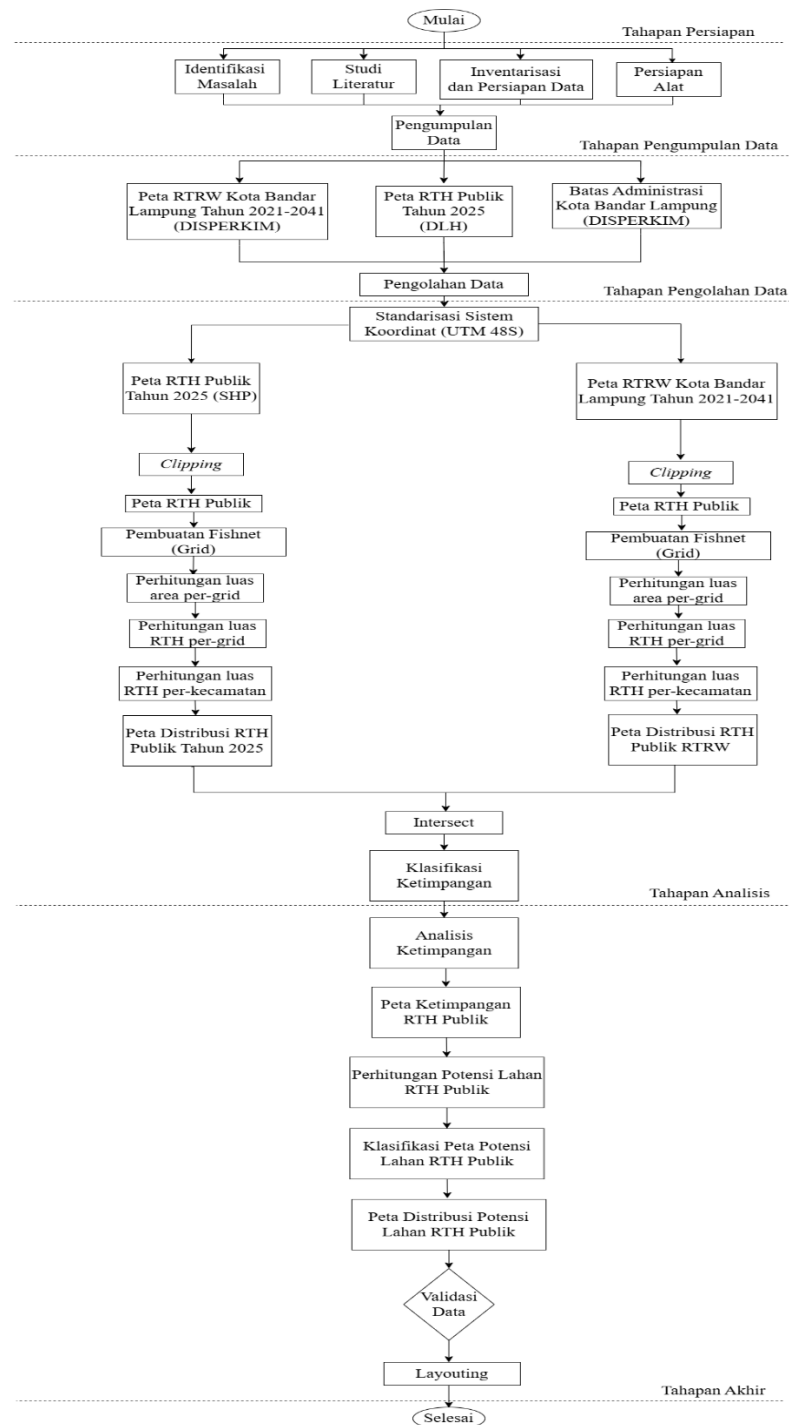 Mulai
Tahapan Persiapan
Identifikasi
Masalah
Studi
Literatur
Inventarisasi
dan Persiapan Data
Persiapan
Alat
Pengumpulan
Data
Tahapan Pengumpulan Data
Peta RTRW Kota Bandar
Lampung Tahun 2021-2041
(DISPERKIM)
Peta RTH Publik
Tahun 2025
(DLH)
Batas Administrasi
Kota Bandar Lampung
(DISPERKIM)
Pengolahan Data
Tahapan Pengolahan Data
Standarisasi Sistem
Koordinat (UTM 48S)
Peta RTH Publik
Tahun 2025 (SHP)
Clipping
Peta RTH Publik
Pembuatan Fishnet
(Grid)
Perhitungan luas
area per-grid
Perhitungan luas
RTH per-grid
Perhitungan luas
RTH per-kecamatan
Peta Distribusi RTH
Publik Tahun 2025
Peta RTRW Kota Bandar
Lampung Tahun 2021-2041
Clipping
Peta RTH Publik
Pembuatan Fishnet
(Grid)
Perhitungan luas
area per-grid
Perhitungan luas
RTH per-grid
Perhitungan luas
RTH per-kecamatan
Peta Distribusi RTH
Publik RTRW
Intersect
Klasifikasi
Ketimpangan
Tahapan Analisis
Analisis
Ketimpangan
Peta Ketimpangan
RTH Publik
Perhitungan Potensi Lahan
RTH Publik
Klasifikasi Peta Potensi
Lahan RTH Publik
Peta Distribusi Potensi
Lahan RTH Publik
Validasi
Data
Layouting
Tahapan Akhir
Selesai